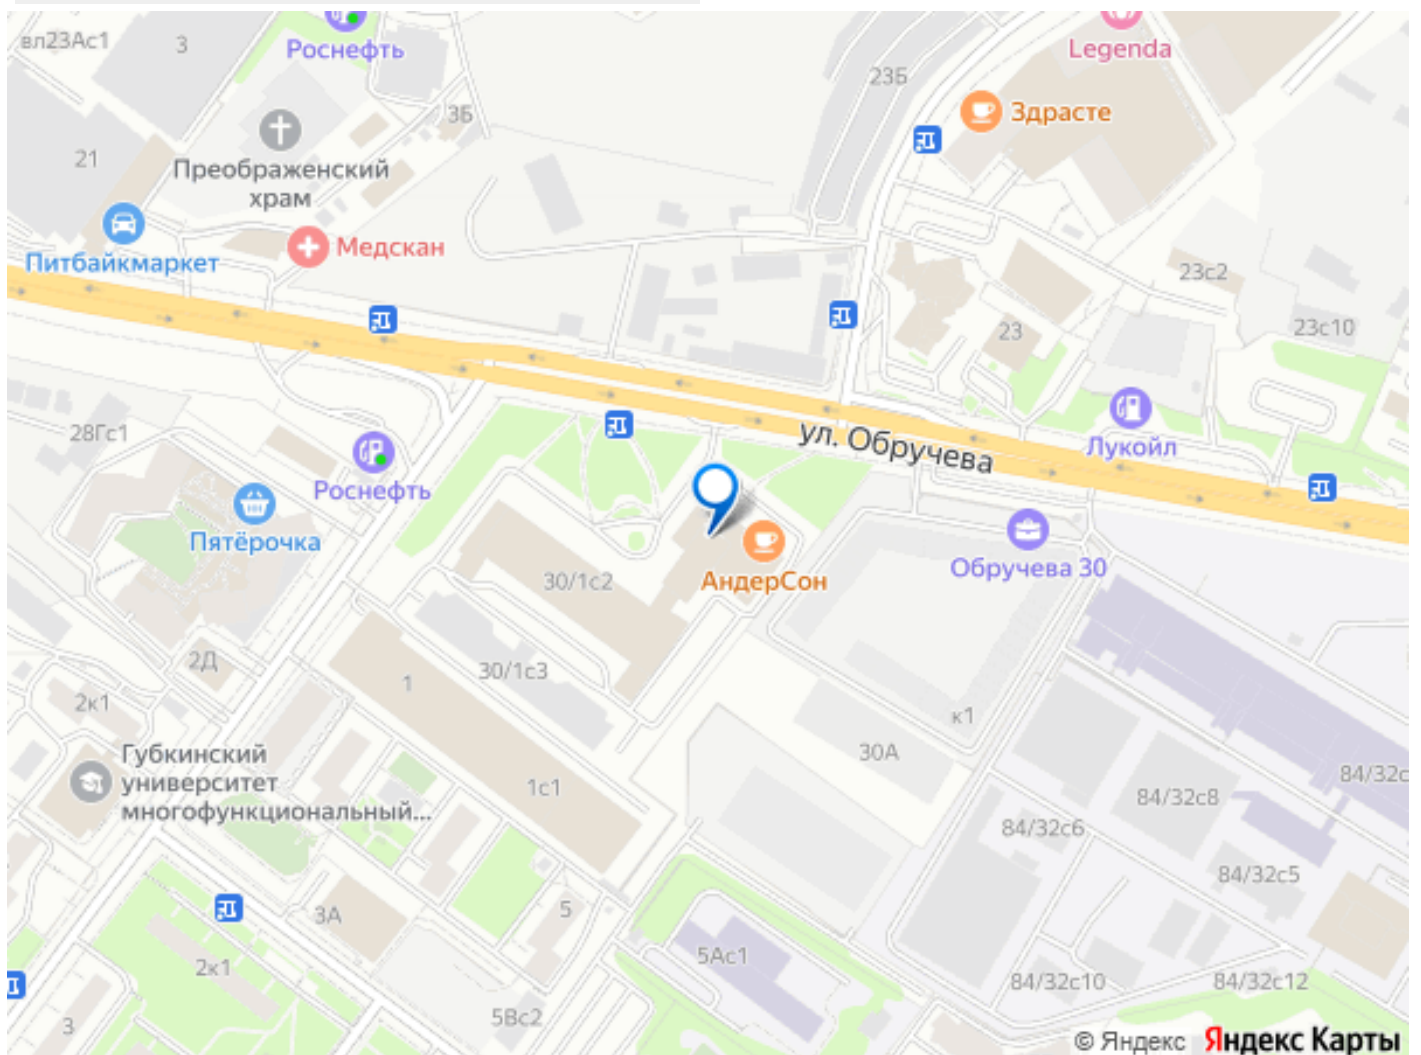 вл23Ас1
3
Роснефть
Legenda
23Б
3Б
Здрасте
21
Преображенский
храм
Медскан
Питбайкмаркет
23с2
23
23с10
28Гс1
ул. Обручева
Лукойл
Роснефть
Пятёрочка
Обручева 30
30/1с2
АндерСон
2Д
30/1с3
1
2к1
к1
30А
Губкинский
университет
многофункциональный...
1с1
84/32с
84/32с8
84/32с6
84/32с5
3А
5
5Ас1
2к1
84/32с10
84/32с12
3
5Вс2
© Яндекс Яндекс Карты